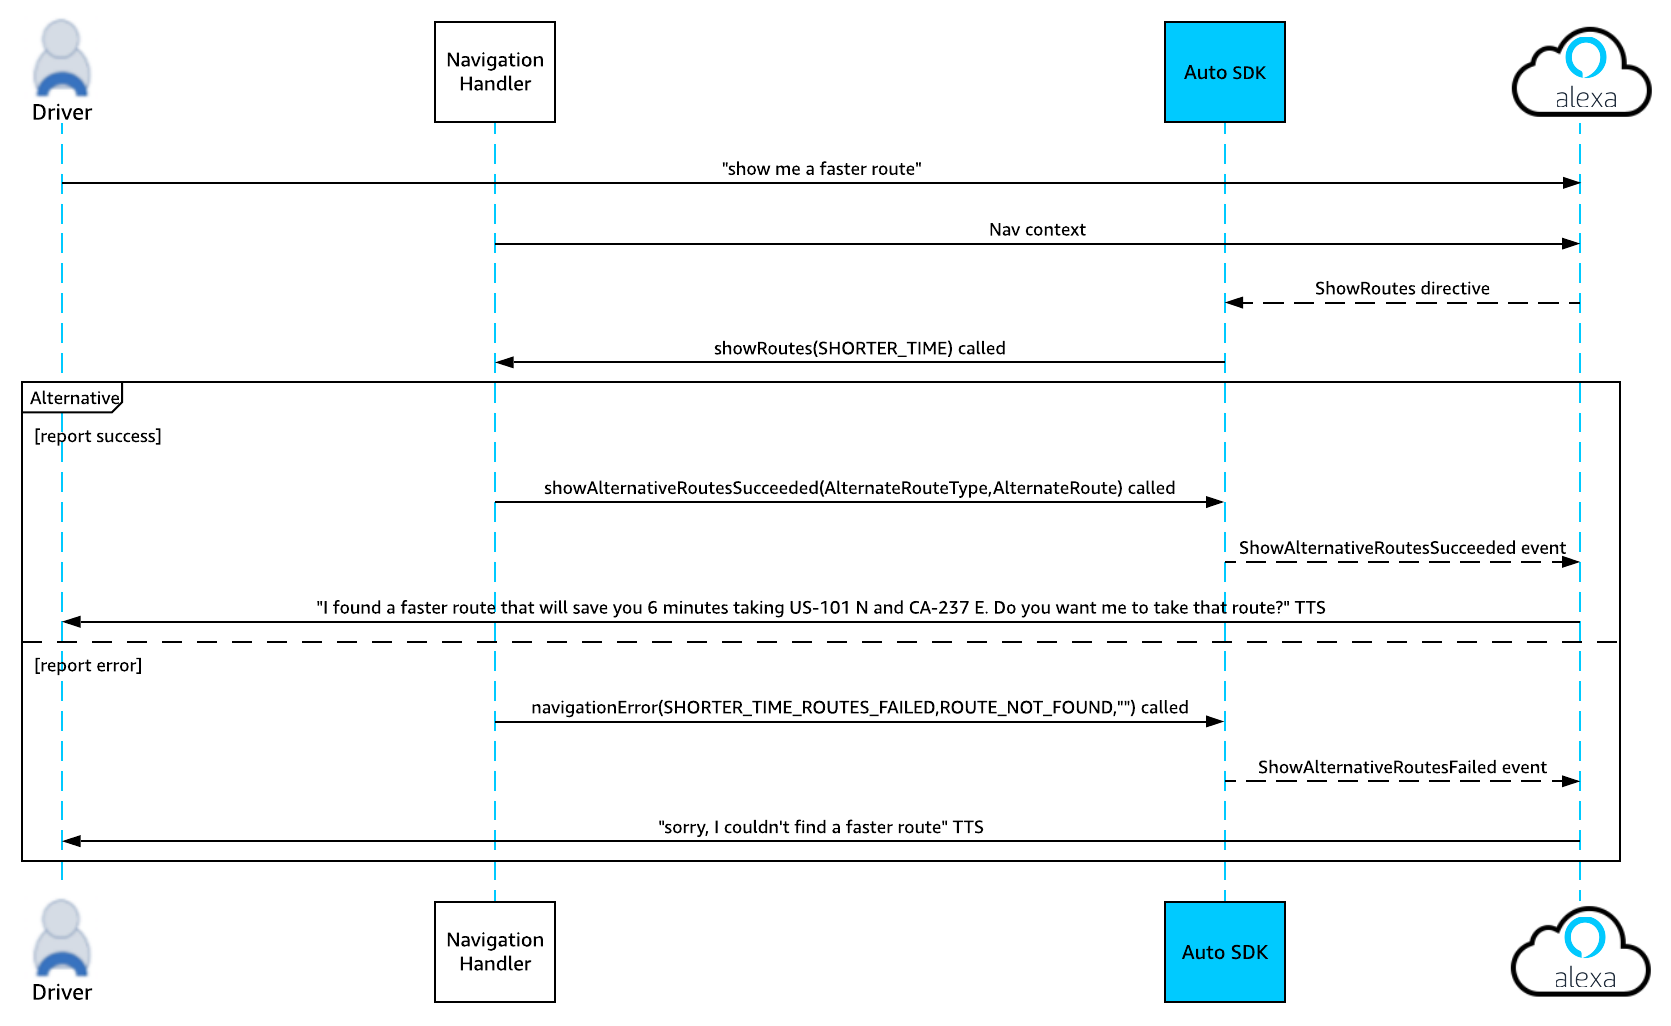 Driver
Navigation
Handler
Auto SDK
alexa
"show me a faster route"
Nav context
ShowRoutes directive
showRoutes(SHORTER_TIME) called
Alternative
[report success]
showAlternativeRoutesSucceeded(AlternateRouteType,AlternateRoute) called
ShowAlternativeRoutesSucceeded event
"I found a faster route that will save you 6 minutes taking US-101 N and CA-237 E. Do you want me to take that route?" TTS
[report error]
navigationError(SHORTER_TIME_ROUTES_FAILED,ROUTE_NOT_FOUND,"") called
ShowAlternativeRoutesFailed event
"sorry, I couldn't find a faster route" TTS
Driver
Navigation
Handler
Auto SDK
alexa